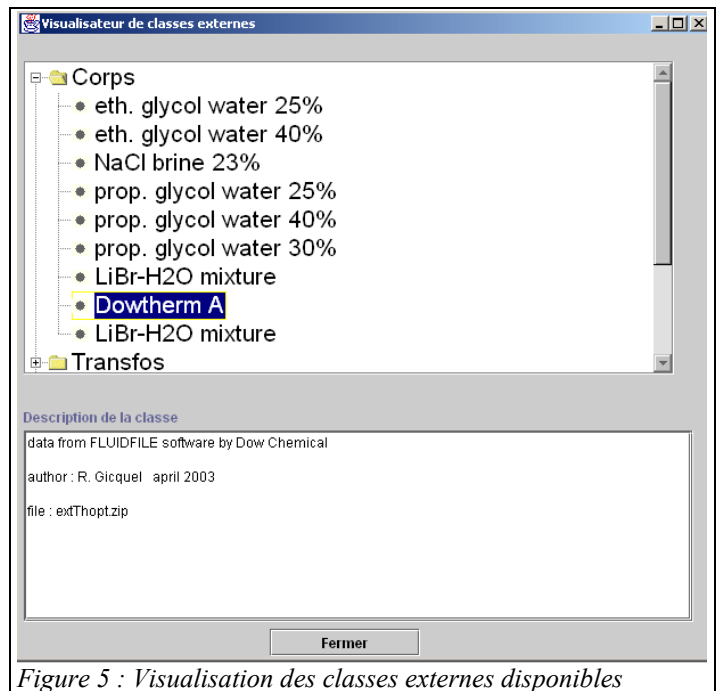 Visualisateur de classes externes
Corps
eth. glycol water 25%
eth. glycol water 40%
NaCl brine 23%
prop. glycol water 25%
prop. glycol water 40%
prop. glycol water 30%
LiBr-H2O mixture
Dowtherm A
LiBr-H2O mixture
Transfos
Description de la classe
data from FLUIDFILE software by Dow Chemical
author : R. Gicquel april 2003
file : extThopt.zip
Fermer
Figure 5 : Visualisation des classes externes disponibles